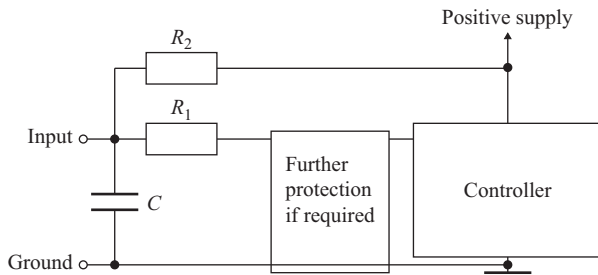 Positive supply
R2
R1
Input
Further
protection
if required
Controller
C
Ground